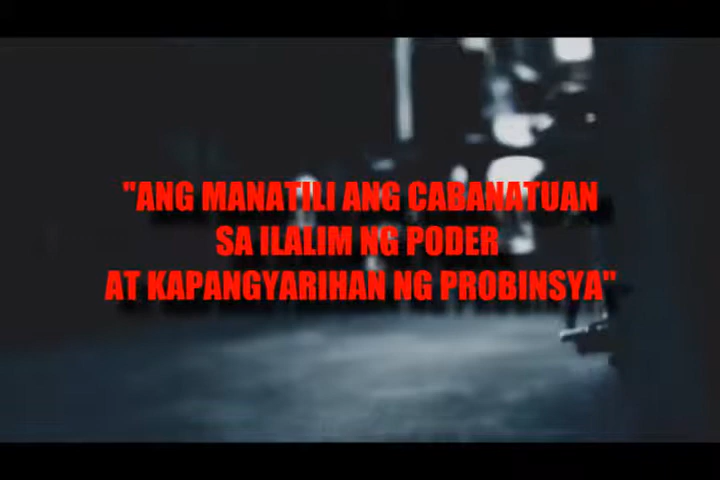 "ANG MANATILI ANG CABANATUAN
SA ILALIM NG PODER
AT KAPANGYARIHAN NG PROBINSYA"